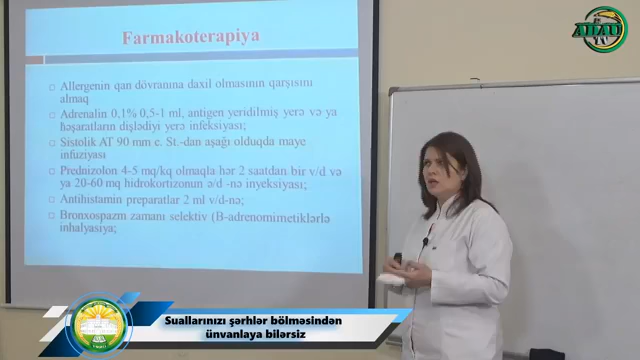 Farmakoterapiya
□ Allergenin qan dövranına daxil olmasının qarşısını
almaq
□ Adrenalin 0,1% 0,5-1 ml, antigen yeridilmiş yerə və ya
həşaratların dişlədiyi yerə infeksiyası;
□ Sistolik AT 90 mm c. St.-dan aşağı olduqda maye
infuziyası
□ Prednizolon 4-5 mq/kq olmaqla hər 2 saatdan bir v/d və
ya 20-60 mq hidrokortizonun ə/d -nə inyeksiyası;
□ Antihistamin preparatlar 2 ml v/d-nə;
□ Bronxospazm zamanı selektiv (B-adrenomimetiklərlə
inhalyasiya;
Suallarınızı şərhlər bölməsindən
ünvanlaya bilərsiz